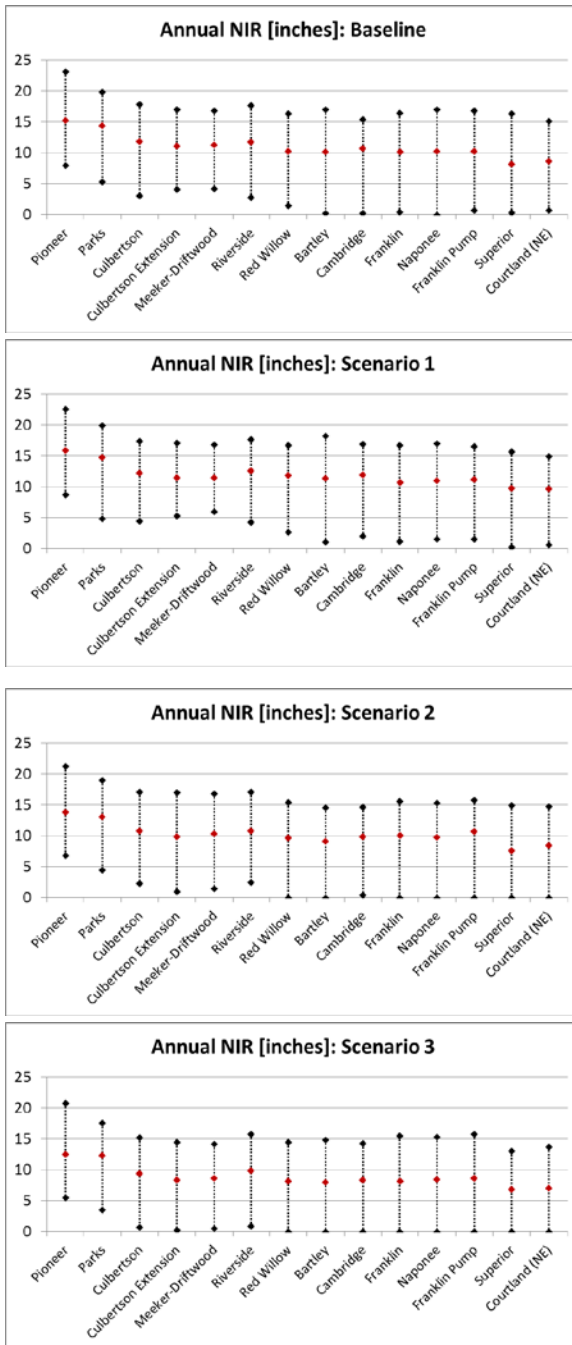 Annual NIR [inches]: Baseline
25
20
15
10
5
0
Pioneer
Parks
Culbertson
Culbertson Extension
Meeker-Driftwood
Riverside
Red Willow
Bartley
Cambridge
Franklin
Naponee
Franklin Pump
Superior
Courtland (NE)
Annual NIR [inches]: Scenario 1
25
20
15
10
5
0
Pioneer
Parks
Culbertson
Culbertson Extension
Meeker-Driftwood
Riverside
Red Willow
Bartley
Cambridge
Franklin
Naponee
Franklin Pump
Superior
Courtland (NE)
Annual NIR [inches]: Scenario 2
25
20
15
10
5
0
Pioneer
Parks
Culbertson
Culbertson Extension
Meeker-Driftwood
Riverside
Red Willow
Bartley
Cambridge
Franklin
Naponee
Franklin Pump
Superior
Courtland (NE)
Annual NIR [inches]: Scenario 3
25
20
15
10
5
0
Pioneer
Parks
Culbertson
Culbertson Extension
Meeker-Driftwood
Riverside
Red Willow
Bartley
Cambridge
Franklin
Naponee
Franklin Pump
Superior
Courtland (NE)